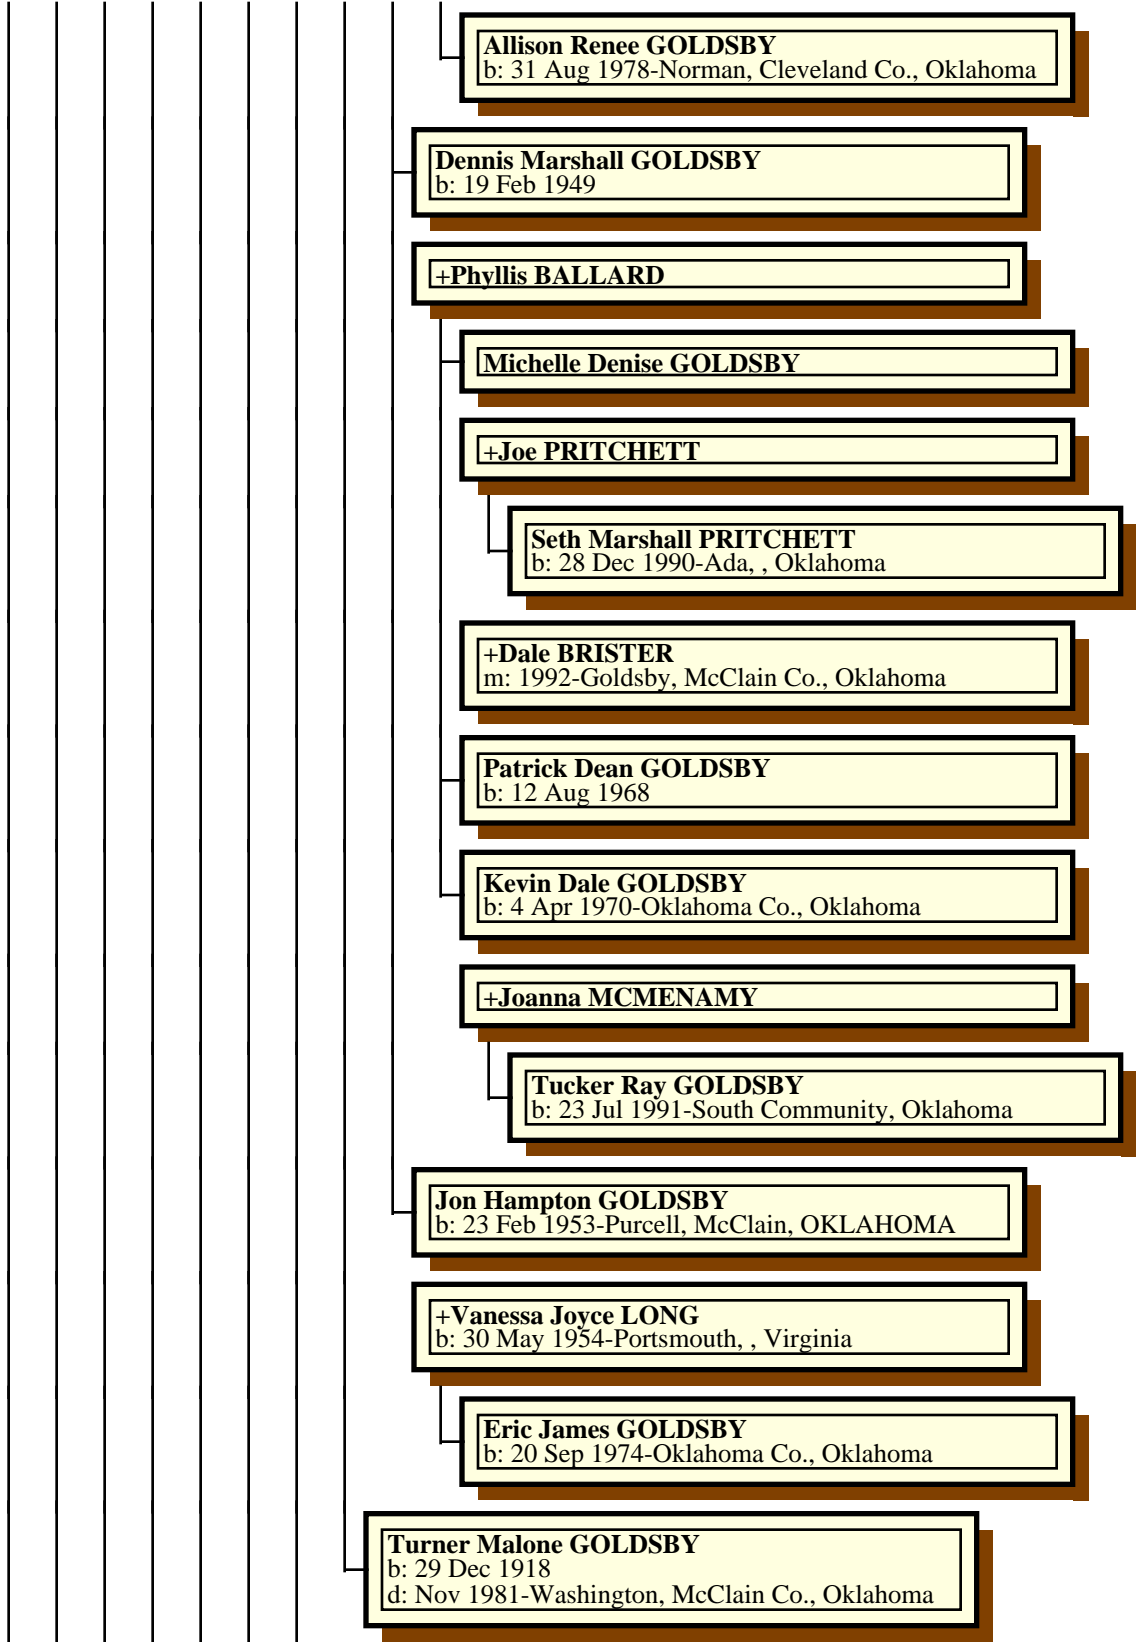 Allison Renee GOLDSBY
b: 31 Aug 1978-Norman, Cleveland Co., Oklahoma
Dennis Marshall GOLDSBY
b: 19 Feb 1949
+Phyllis BALLARD
Michelle Denise GOLDSBY
+Joe PRITCHETT
Seth Marshall PRITCHETT
b: 28 Dec 1990-Ada, , Oklahoma
+Dale BRISTER
m: 1992-Goldsby, McClain Co., Oklahoma
Patrick Dean GOLDSBY
b: 12 Aug 1968
Kevin Dale GOLDSBY
b: 4 Apr 1970-Oklahoma Co., Oklahoma
+Joanna MCMENAMY
Tucker Ray GOLDSBY
b: 23 Jul 1991-South Community, Oklahoma
Jon Hampton GOLDSBY
b: 23 Feb 1953-Purcell, McClain, OKLAHOMA
+Vanessa Joyce LONG
b: 30 May 1954-Portsmouth, , Virginia
Eric James GOLDSBY
b: 20 Sep 1974-Oklahoma Co., Oklahoma
Turner Malone GOLDSBY
b: 29 Dec 1918
d: Nov 1981-Washington, McClain Co., Oklahoma